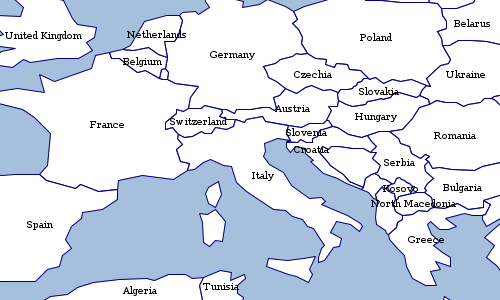 Belarus
United Kingdom
Netherlands
Poland
Germany
Belgium
Czechia
Ukraine
Slovakia
Austria
Hungary
France
Switzerland
Slovenia
Romania
Croatia
Serbia
Italy
Kosovo
Bulgaria
North Macedonia
Spain
Greece
Algeria
Tunisia